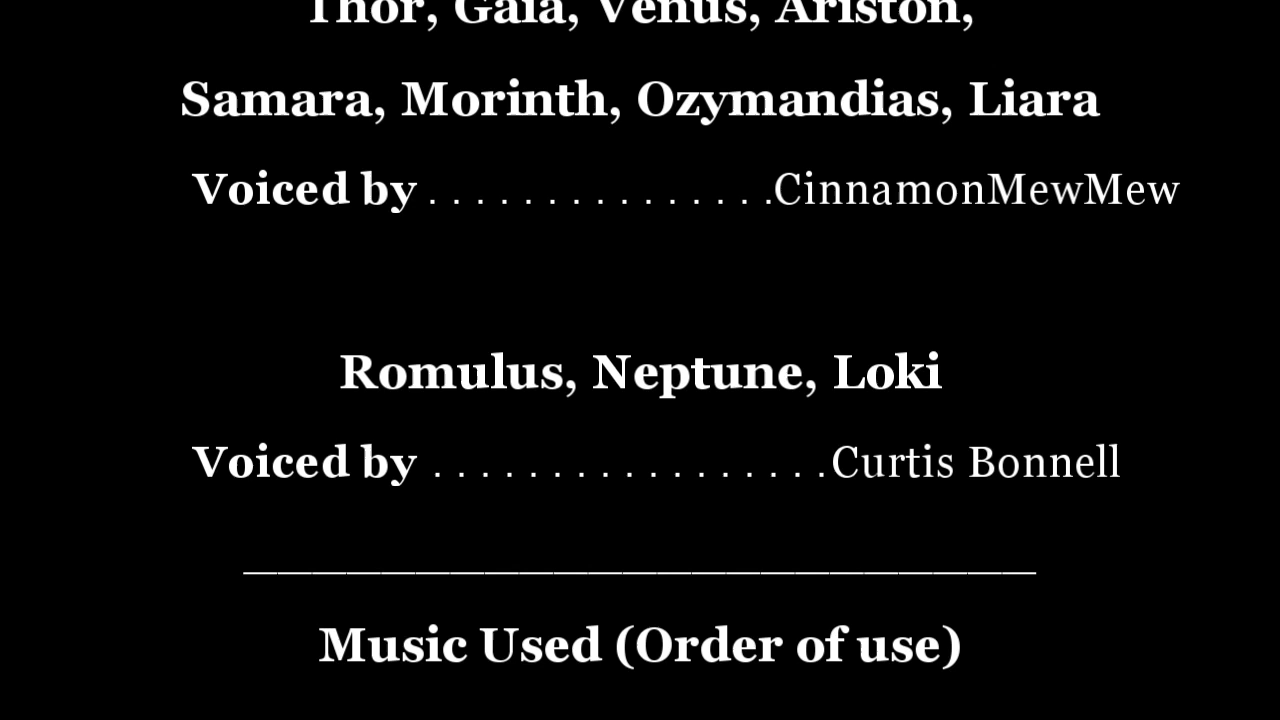 Thor, Gaia, Venus, Ariston,
Samara, Morinth, Ozymandias, Liara
Voiced by . . . . . . . . . . . . . . .CinnamonMewMew
Romulus, Neptune, Loki
Voiced by . . . . . . . . . . . . . . . . .Curtis Bonnell
_______________________
Music Used (Order of use)